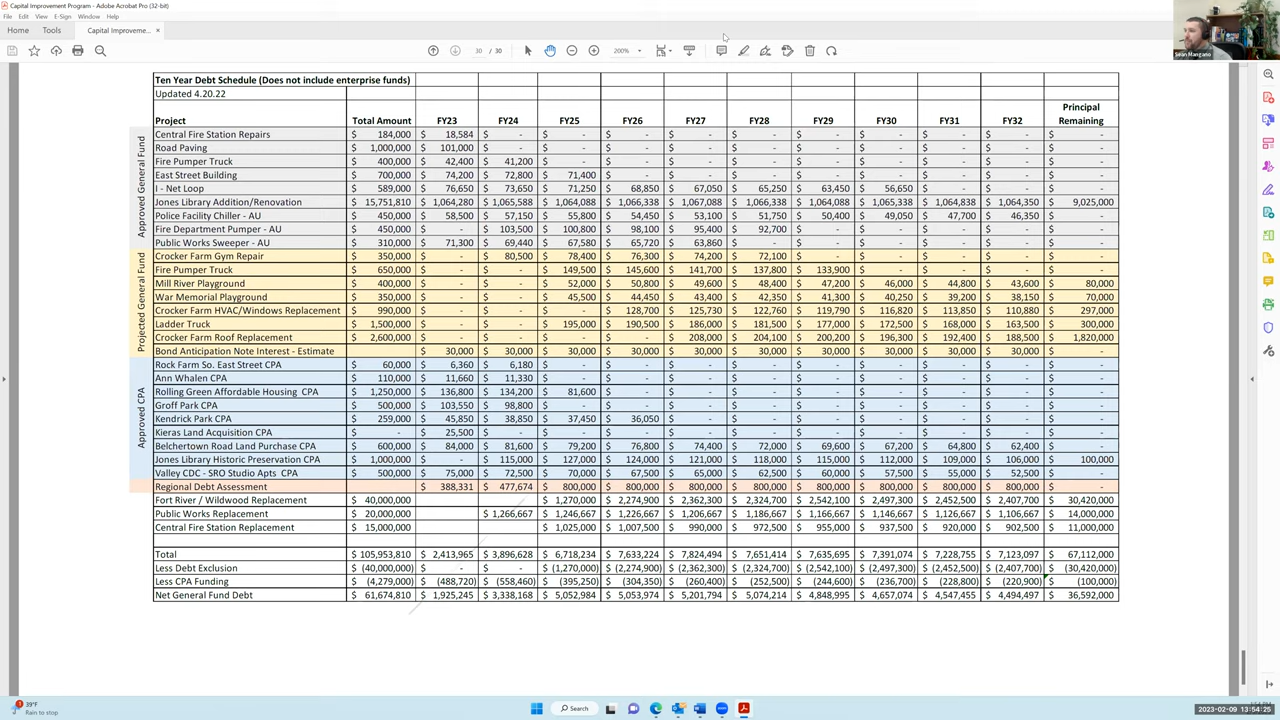 Capital Improvement Program - Adobe Acrobat Pro (32-bit)
File Edit View E-Sign Window Help
Home Tools Capital Improveme... ×
30 / 30 200%
Sean Mangano
Ten Year Debt Schedule (Does not include enterprise funds)
Updated 4.20.22
Project Total Amount FY23 FY24 FY25 FY26 FY27 FY28 FY29 FY30 FY31 FY32 Principal Remaining
Approved General Fund
Central Fire Station Repairs $ 184,000 $ 18,584 $ - $ - $ - $ - $ - $ - $ - $ - $ - $ -
Road Paving $ 1,000,000 $ 101,000 $ - $ - $ - $ - $ - $ - $ - $ - $ - $ -
Fire Pumper Truck $ 400,000 $ 42,400 $ 41,200 $ - $ - $ - $ - $ - $ - $ - $ - $ -
East Street Building $ 700,000 $ 74,200 $ 72,800 $ 71,400 $ - $ - $ - $ - $ - $ - $ - $ -
I - Net Loop $ 589,000 $ 76,650 $ 73,650 $ 71,250 $ 68,850 $ 67,050 $ 65,250 $ 63,450 $ 56,650 $ - $ - $ -
Jones Library Addition/Renovation $ 15,751,810 $ 1,064,280 $ 1,065,588 $ 1,064,088 $ 1,066,338 $ 1,067,088 $ 1,066,338 $ 1,064,088 $ 1,065,338 $ 1,064,838 $ 1,064,350 $ 9,025,000
Police Facility Chiller - AU $ 450,000 $ 58,500 $ 57,150 $ 55,800 $ 54,450 $ 53,100 $ 51,750 $ 50,400 $ 49,050 $ 47,700 $ 46,350 $ -
Fire Department Pumper - AU $ 450,000 $ - $ 103,500 $ 100,800 $ 98,100 $ 95,400 $ 92,700 $ - $ - $ - $ - $ -
Public Works Sweeper - AU $ 310,000 $ 71,300 $ 69,440 $ 67,580 $ 65,720 $ 63,860 $ - $ - $ - $ - $ - $ -
Projected General Fund
Crocker Farm Gym Repair $ 350,000 $ - $ 80,500 $ 78,400 $ 76,300 $ 74,200 $ 72,100 $ - $ - $ - $ - $ -
Fire Pumper Truck $ 650,000 $ - $ - $ 149,500 $ 145,600 $ 141,700 $ 137,800 $ 133,900 $ - $ - $ - $ -
Mill River Playground $ 400,000 $ - $ - $ 52,000 $ 50,800 $ 49,600 $ 48,400 $ 47,200 $ 46,000 $ 44,800 $ 43,600 $ 80,000
War Memorial Playground $ 350,000 $ - $ - $ 45,500 $ 44,450 $ 43,400 $ 42,350 $ 41,300 $ 40,250 $ 39,200 $ 38,150 $ 70,000
Crocker Farm HVAC/Windows Replacement $ 990,000 $ - $ - $ - $ 128,700 $ 125,730 $ 122,760 $ 119,790 $ 116,820 $ 113,850 $ 110,880 $ 297,000
Ladder Truck $ 1,500,000 $ - $ - $ 195,000 $ 190,500 $ 186,000 $ 181,500 $ 177,000 $ 172,500 $ 168,000 $ 163,500 $ 300,000
Crocker Farm Roof Replacement $ 2,600,000 $ - $ - $ - $ - $ 208,000 $ 204,100 $ 200,200 $ 196,300 $ 192,400 $ 188,500 $ 1,820,000
Bond Anticipation Note Interest - Estimate $ 30,000 $ 30,000 $ 30,000 $ 30,000 $ 30,000 $ 30,000 $ 30,000 $ 30,000 $ 30,000 $ 30,000 $ -
Approved CPA
Rock Farm So. East Street CPA $ 60,000 $ 6,360 $ 6,180 $ - $ - $ - $ - $ - $ - $ - $ - $ -
Ann Whalen CPA $ 110,000 $ 11,660 $ 11,330 $ - $ - $ - $ - $ - $ - $ - $ - $ -
Rolling Green Affordable Housing CPA $ 1,250,000 $ 136,800 $ 134,200 $ 81,600 $ - $ - $ - $ - $ - $ - $ - $ -
Groff Park CPA $ 500,000 $ 103,550 $ 98,800 $ - $ - $ - $ - $ - $ - $ - $ - $ -
Kendrick Park CPA $ 259,000 $ 45,850 $ 38,850 $ 37,450 $ 36,050 $ - $ - $ - $ - $ - $ - $ -
Kieras Land Acquisition CPA $ 25,500 $ - $ - $ - $ - $ - $ - $ - $ - $ - $ -
Belchertown Road Land Purchase CPA $ 600,000 $ 84,000 $ 81,600 $ 79,200 $ 76,800 $ 74,400 $ 72,000 $ 69,600 $ 67,200 $ 64,800 $ 62,400 $ -
Jones Library Historic Preservation CPA $ 1,000,000 $ - $ 115,000 $ 127,000 $ 124,000 $ 121,000 $ 118,000 $ 115,000 $ 112,000 $ 109,000 $ 106,000 $ 100,000
Valley CDC - SRO Studio Apts CPA $ 500,000 $ 75,000 $ 72,500 $ 70,000 $ 67,500 $ 65,000 $ 62,500 $ 60,000 $ 57,500 $ 55,000 $ 52,500 $ -
Regional Debt Assessment $ 388,331 $ 477,674 $ 800,000 $ 800,000 $ 800,000 $ 800,000 $ 800,000 $ 800,000 $ 800,000 $ 800,000 $ -
Fort River / Wildwood Replacement $ 40,000,000 $ 1,270,000 $ 2,274,900 $ 2,362,300 $ 2,324,700 $ 2,542,100 $ 2,497,300 $ 2,452,500 $ 2,407,700 $ 30,420,000
Public Works Replacement $ 20,000,000 $ 1,266,667 $ 1,246,667 $ 1,226,667 $ 1,206,667 $ 1,186,667 $ 1,166,667 $ 1,146,667 $ 1,126,667 $ 1,106,667 $ 14,000,000
Central Fire Station Replacement $ 15,000,000 $ 1,025,000 $ 1,007,500 $ 990,000 $ 972,500 $ 955,000 $ 937,500 $ 920,000 $ 902,500 $ 11,000,000
Total $ 105,953,810 $ 2,413,965 $ 3,896,628 $ 6,718,234 $ 7,633,224 $ 7,824,494 $ 7,651,414 $ 7,635,695 $ 7,391,074 $ 7,228,755 $ 7,123,097 $ 67,112,000
Less Debt Exclusion $ (40,000,000) $ - $ - $ (1,270,000) $ (2,274,900) $ (2,362,300) $ (2,324,700) $ (2,542,100) $ (2,497,300) $ (2,452,500) $ (2,407,700) $ (30,420,000)
Less CPA Funding $ (4,279,000) $ (488,720) $ (558,460) $ (395,250) $ (304,350) $ (260,400) $ (252,500) $ (244,600) $ (236,700) $ (228,800) $ (220,900) $ (100,000)
Net General Fund Debt $ 61,674,810 $ 1,925,245 $ 3,338,168 $ 5,052,984 $ 5,053,974 $ 5,201,794 $ 5,074,214 $ 4,848,995 $ 4,657,074 $ 4,547,455 $ 4,494,497 $ 36,592,000
39°F
Rain to stop
Search
2023-02-09 13:54:25